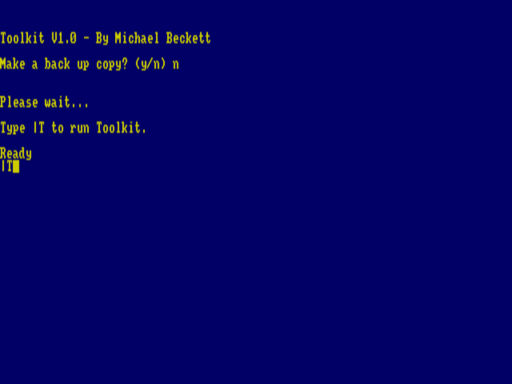 Toolkit V1.0 - By Michael Beckett
Make a back up copy? (y/n) n
Please wait...
Type |T to run Toolkit.
Ready
|T